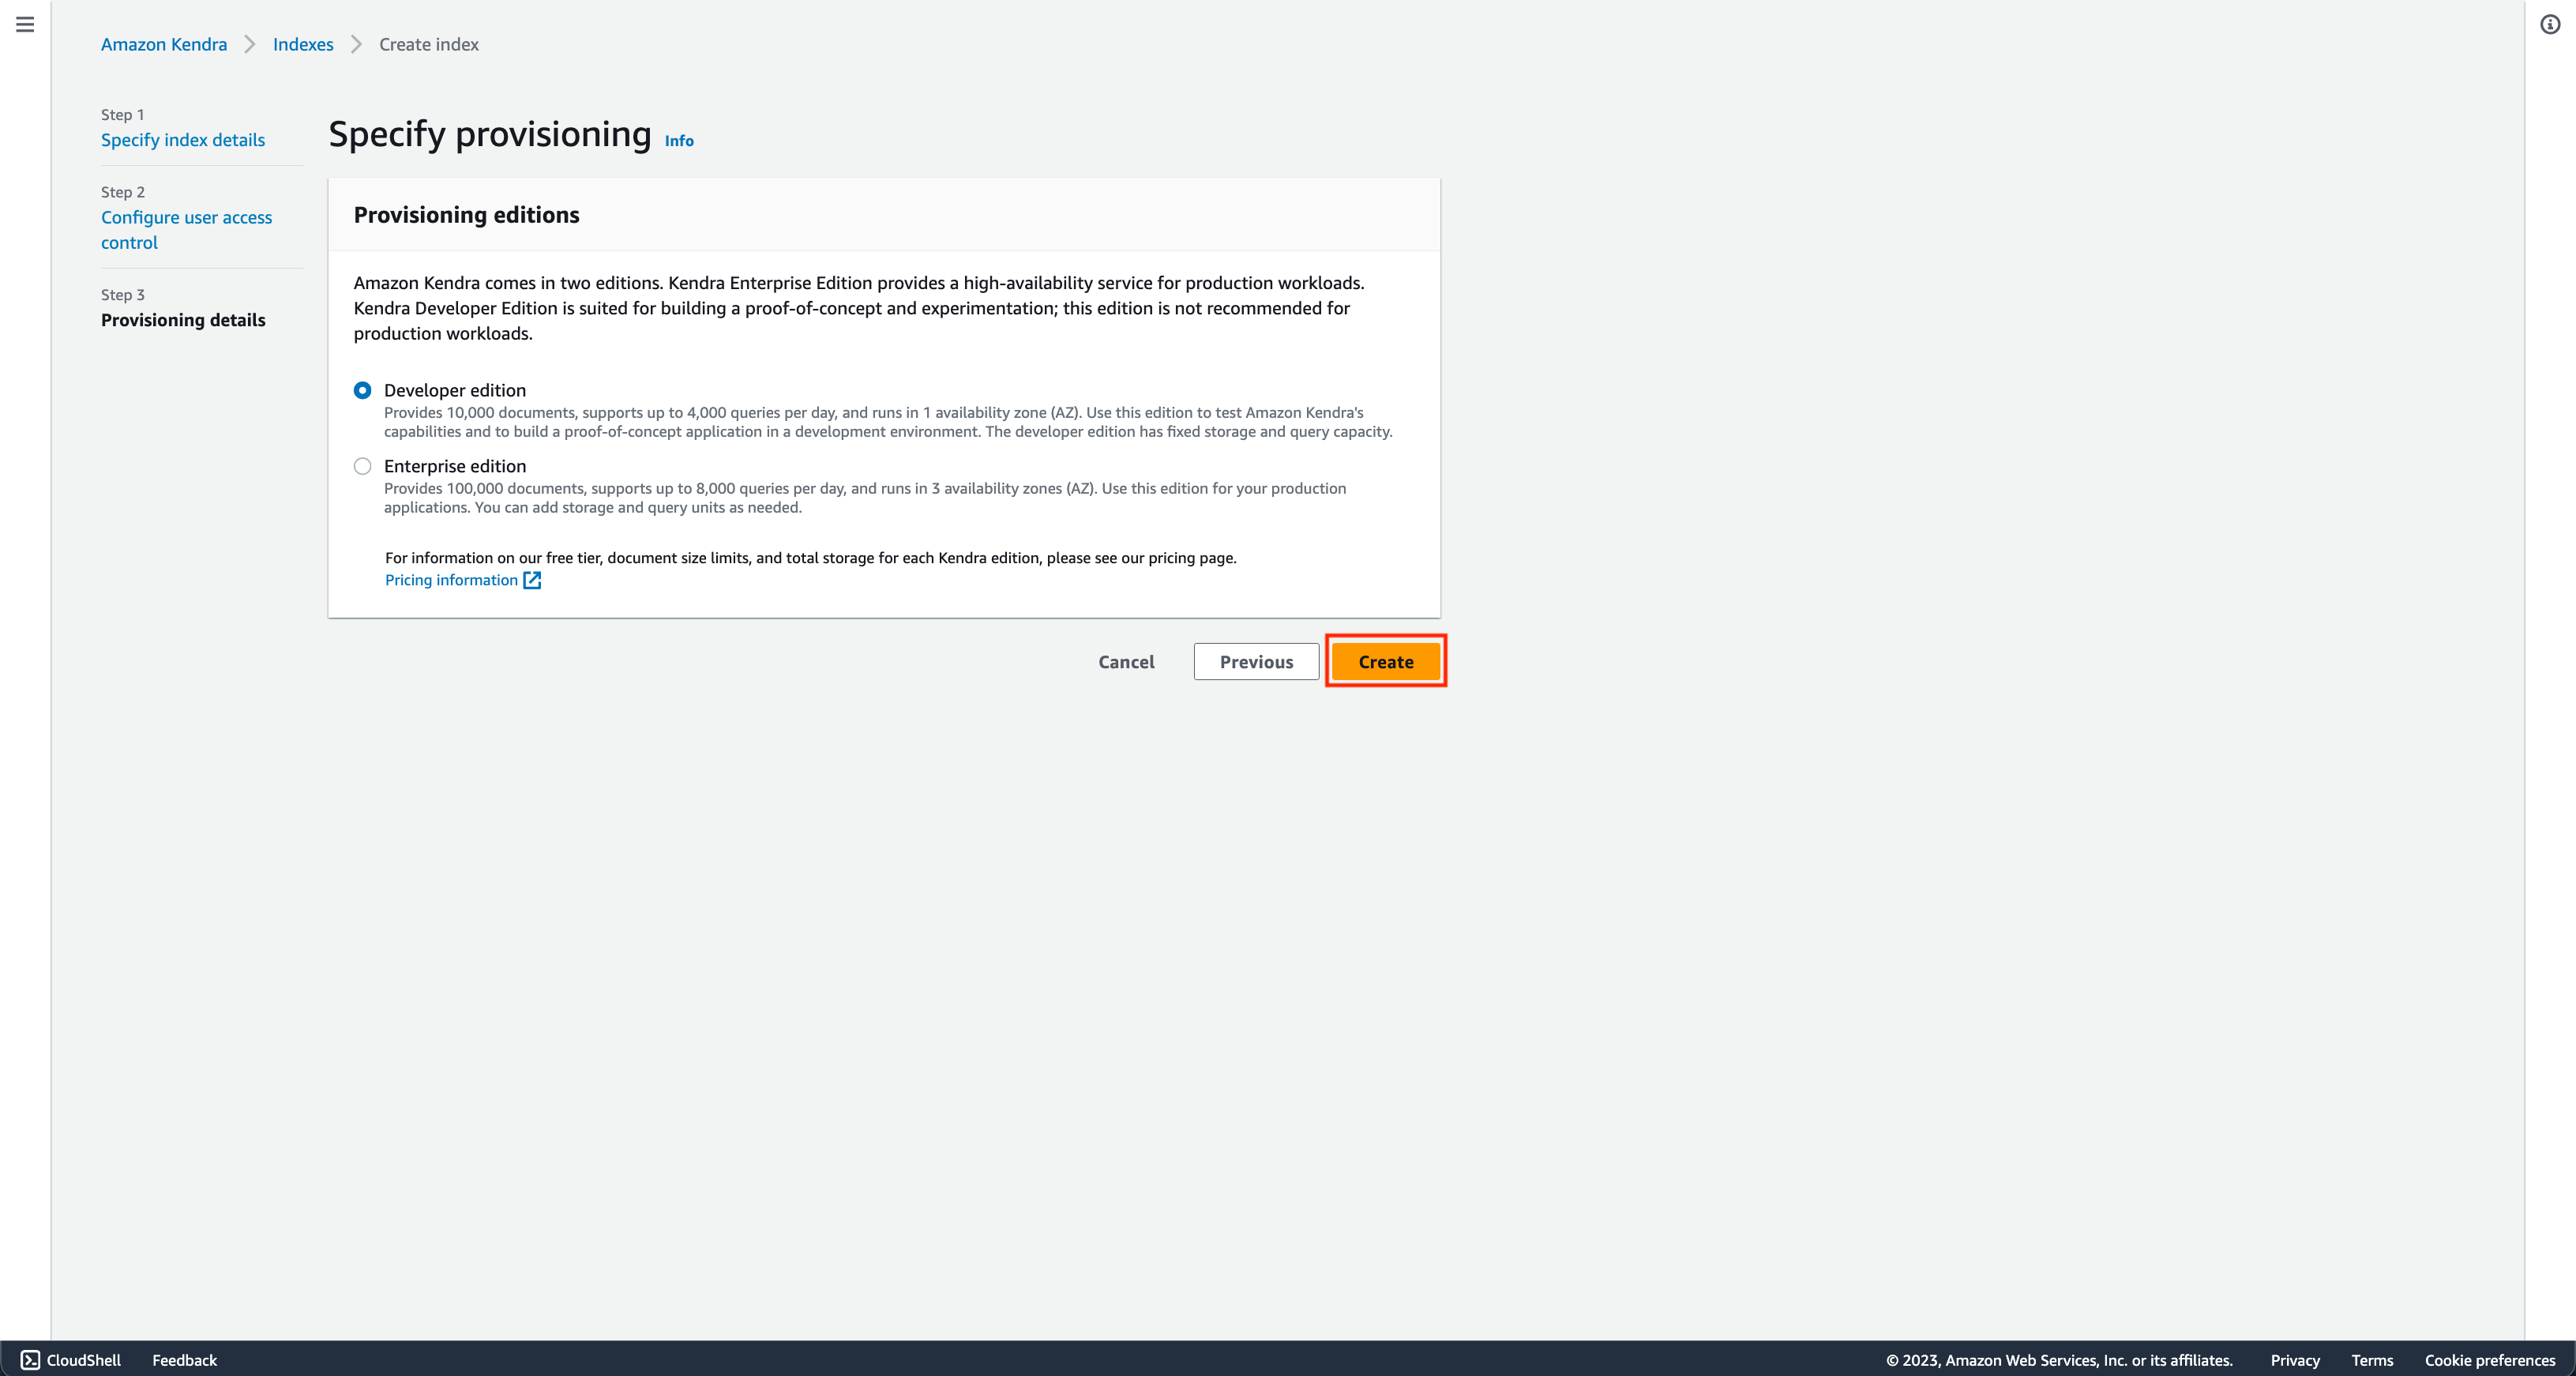 Amazon Kendra
Indexes
Create index
Step 1
Specify index details
Step 2
Configure user access
control
Step 3
Provisioning details
Specify provisioning Info
Provisioning editions
Amazon Kendra comes in two editions. Kendra Enterprise Edition provides a high-availability service for production workloads.
Kendra Developer Edition is suited for building a proof-of-concept and experimentation; this edition is not recommended for
production workloads.
Developer edition
Provides 10,000 documents, supports up to 4,000 queries per day, and runs in 1 availability zone (AZ). Use this edition to test Amazon Kendra's
capabilities and to build a proof-of-concept application in a development environment. The developer edition has fixed storage and query capacity.
Enterprise edition
Provides 100,000 documents, supports up to 8,000 queries per day, and runs in 3 availability zones (AZ). Use this edition for your production
applications. You can add storage and query units as needed.
For information on our free tier, document size limits, and total storage for each Kendra edition, please see our pricing page.
Pricing information
Cancel
Previous
Create
CloudShell
Feedback
© 2023, Amazon Web Services, Inc. or its affiliates.
Privacy
Terms
Cookie preferences